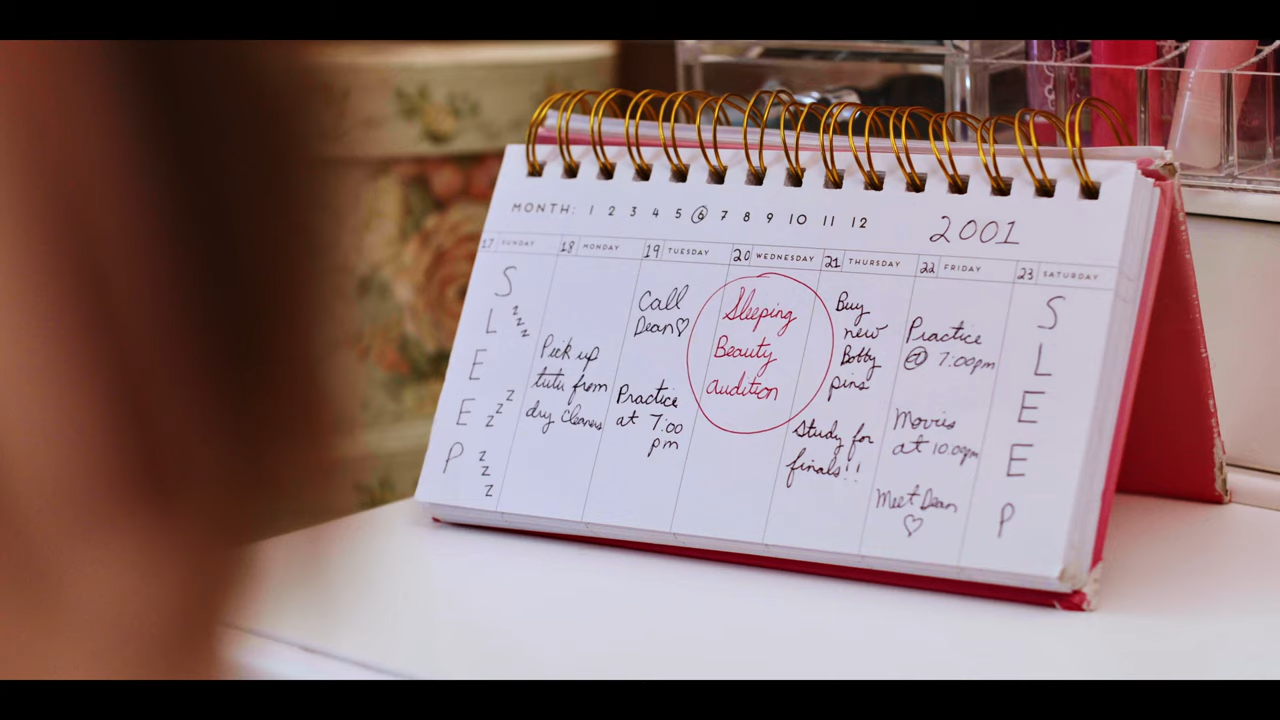 MONTH: 1 2 3 4 5 6 7 8 9 10 11 12
2001
17 SUNDAY 18 MONDAY 19 TUESDAY 20 WEDNESDAY 21 THURSDAY 22 FRIDAY 23 SATURDAY
S
L
E
E
P
z
z
z
z
z
z
z
z
z
Pick up
tutu from
dry cleaners
Call
Dean♡
Practice
at 7:00
pm
Sleeping
Beauty
audition
Buy
new
Bobby
pins
Study for
finals!!
Practice
@ 7:00pm
Movies
at 10:00pm
Meet Dean
♡
S
L
E
E
P